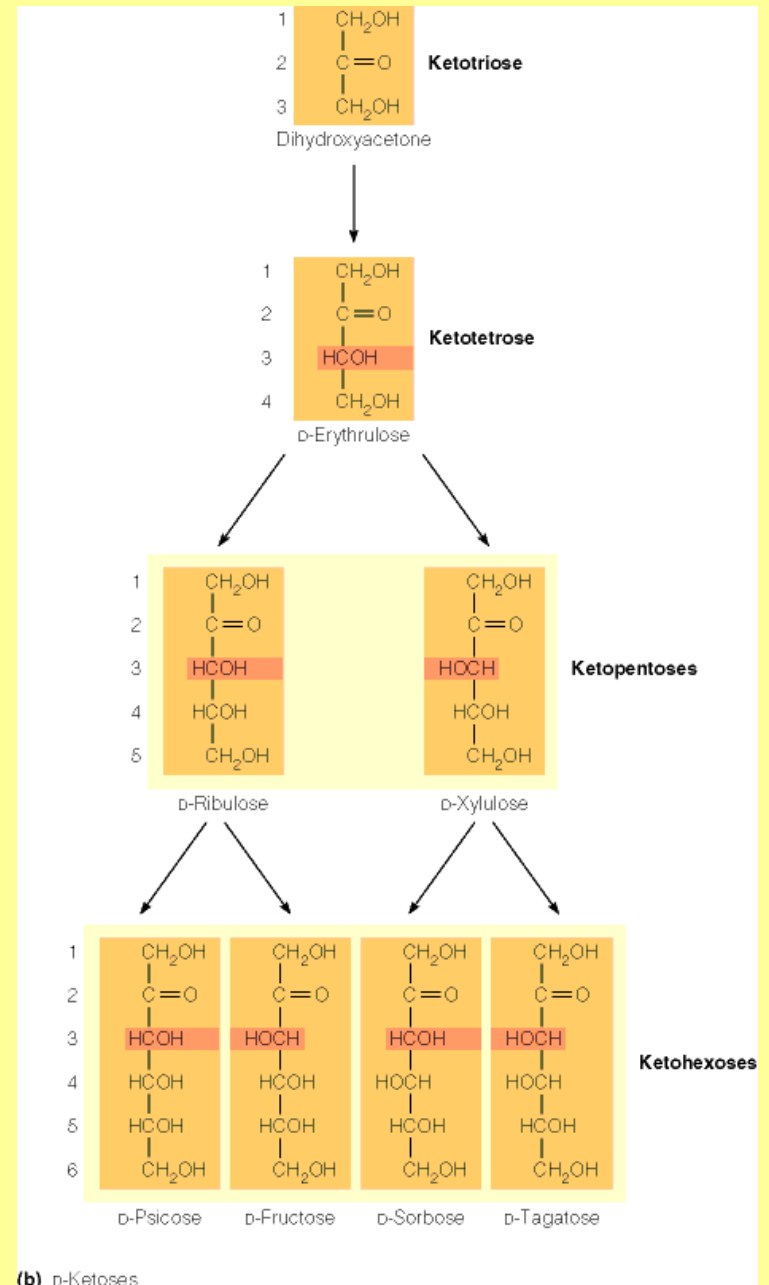 1 CH₂OH
2 C=O Ketotriose
3 CH₂OH
Dihydroxyacetone
1 CH₂OH
2 C=O
Ketotetrose
3 HCOH
4 CH₂OH
D-Erythrulose
1 CH₂OH CH₂OH
2 C=O C=O
3 HCOH HOCH Ketopentoses
4 HCOH HCOH
5 CH₂OH CH₂OH
D-Ribulose D-Xylulose
1 CH₂OH CH₂OH CH₂OH CH₂OH
2 C=O C=O C=O C=O
3 HCOH HOCH HCOH HOCH
Ketohexoses
4 HCOH HCOH HOCH HOCH
5 HCOH HCOH HCOH HCOH
6 CH₂OH CH₂OH CH₂OH CH₂OH
D-Psicose D-Fructose D-Sorbose D-Tagatose
(b) D-Ketoses